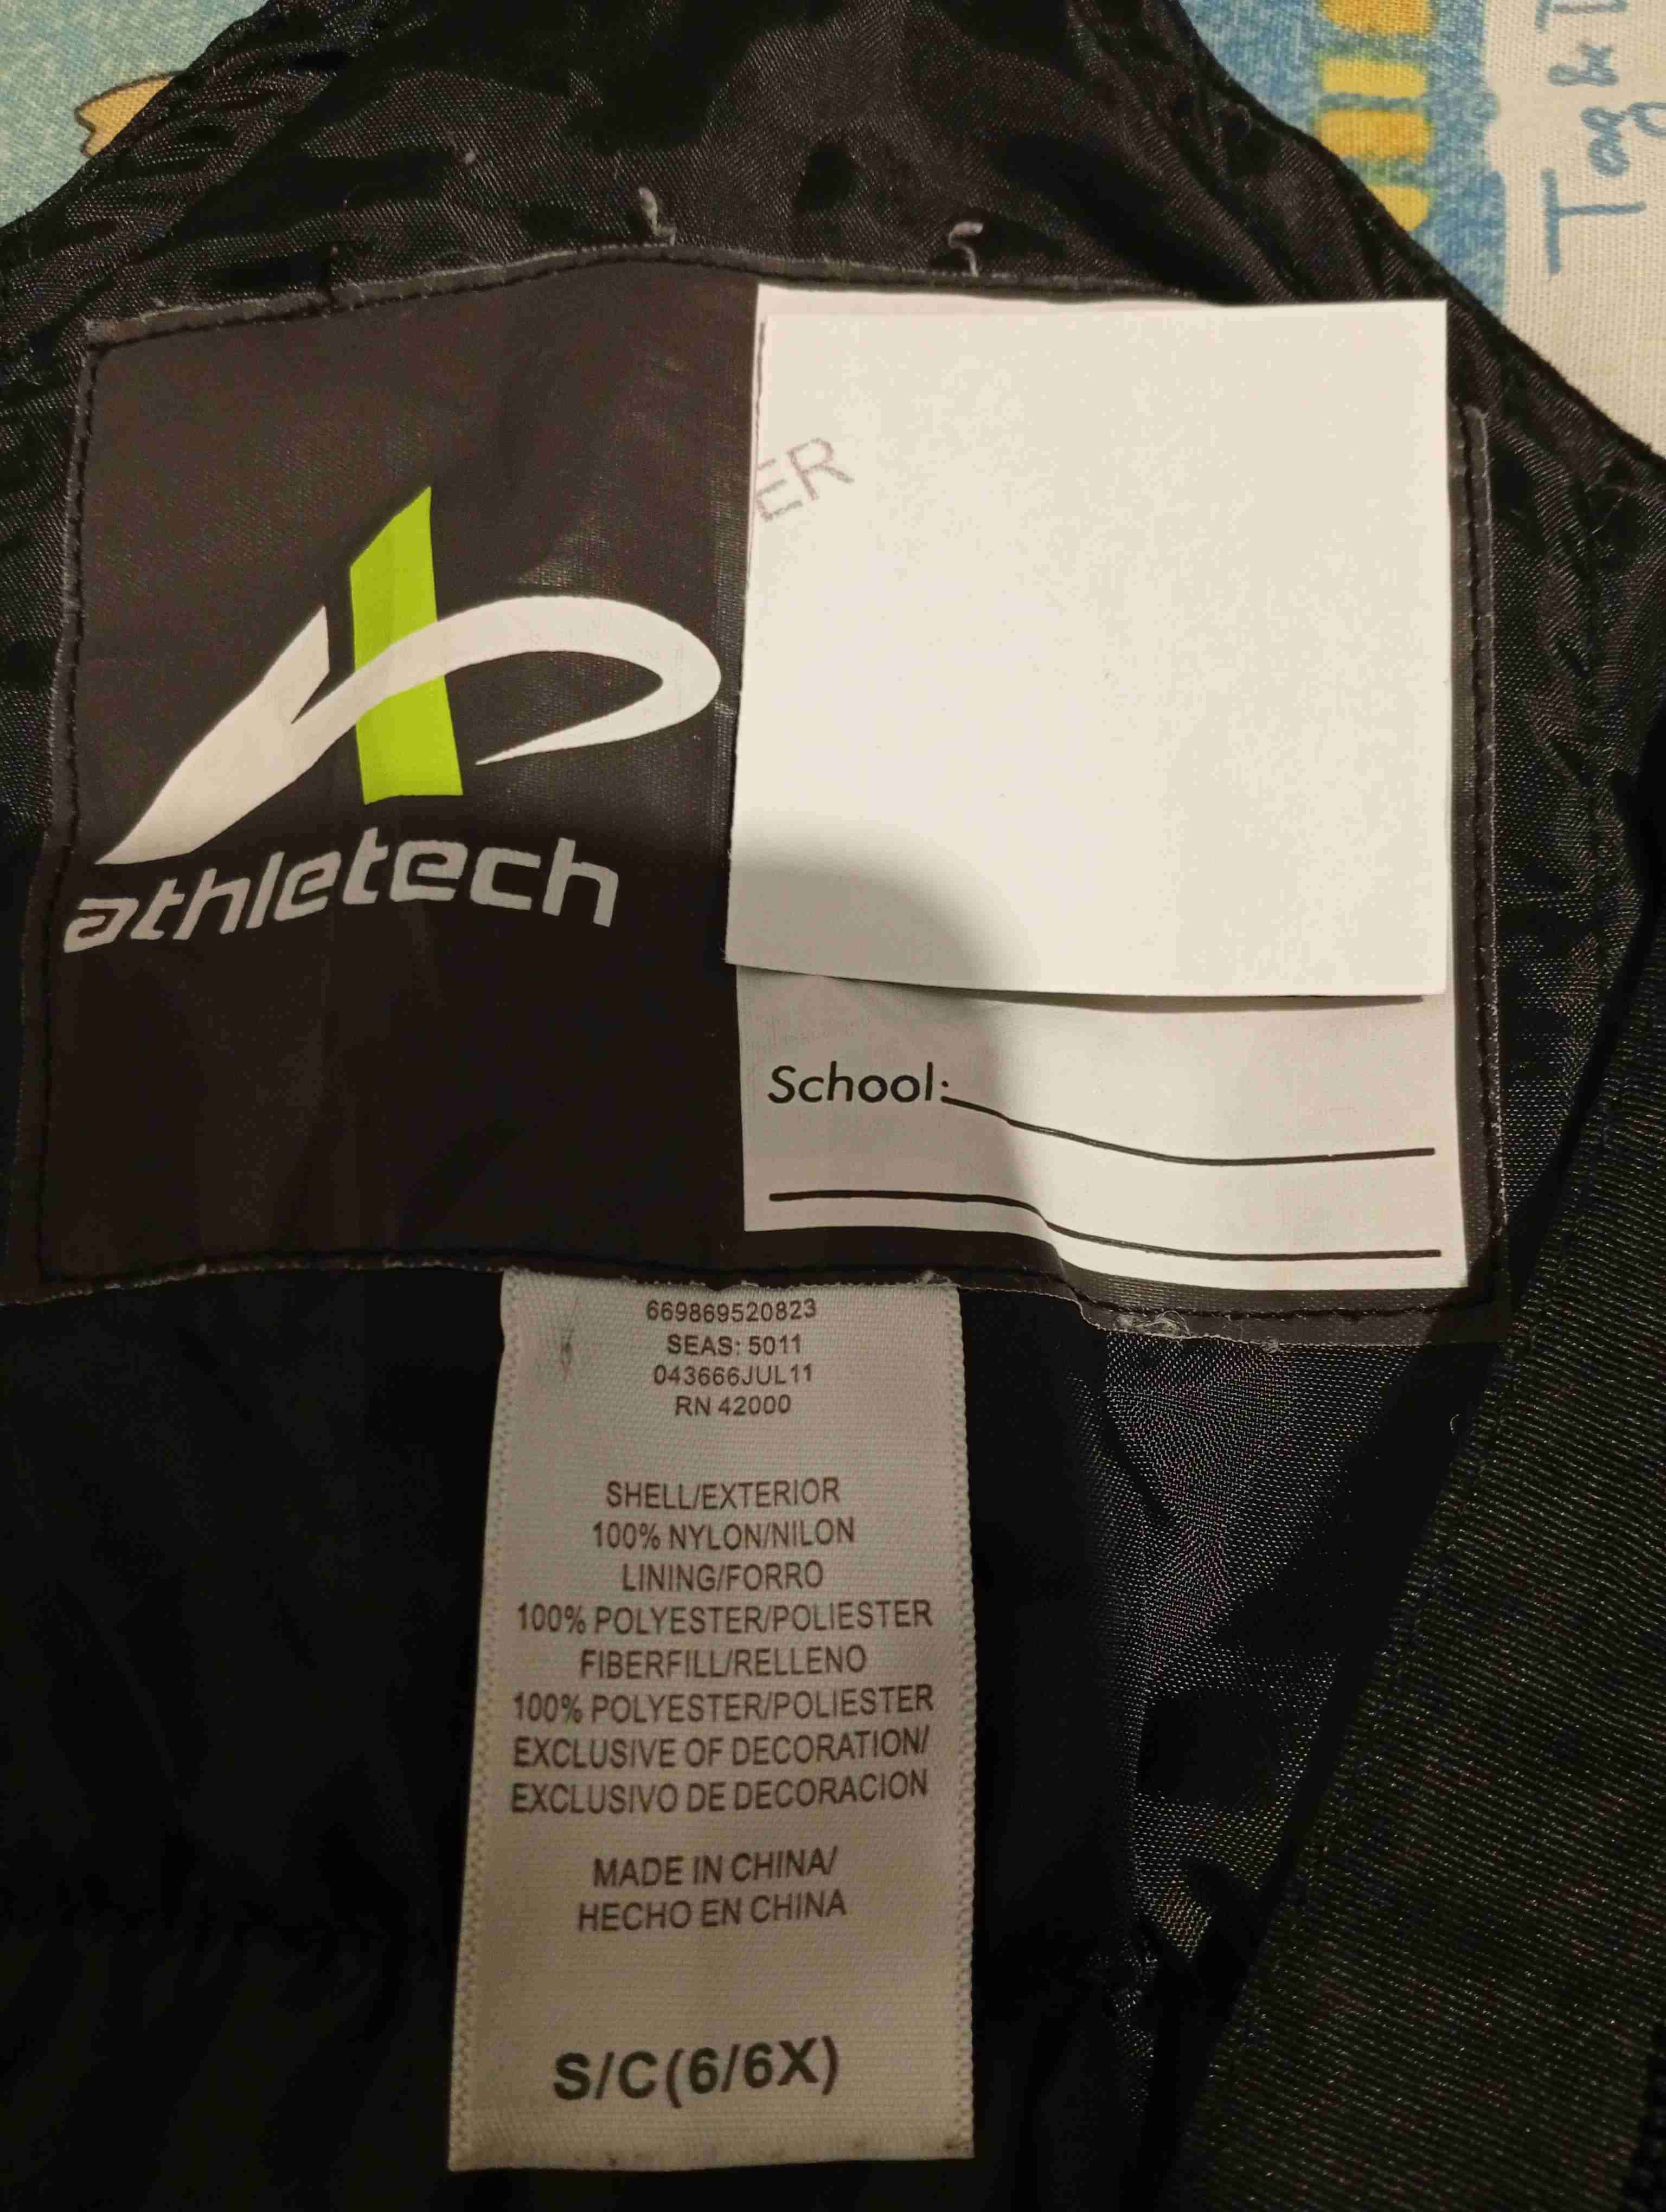 Tag &
ER
athletech
School:
669869520823
SEAS: 5011
043666JUL11
RN 42000
SHELL/EXTERIOR
100% NYLON/NILON
LINING/FORRO
100% POLYESTER/POLIESTER
FIBERFILL/RELLENO
100% POLYESTER/POLIESTER
EXCLUSIVE OF DECORATION/
EXCLUSIVO DE DECORACION
MADE IN CHINA/
HECHO EN CHINA
S/C(6/6X)